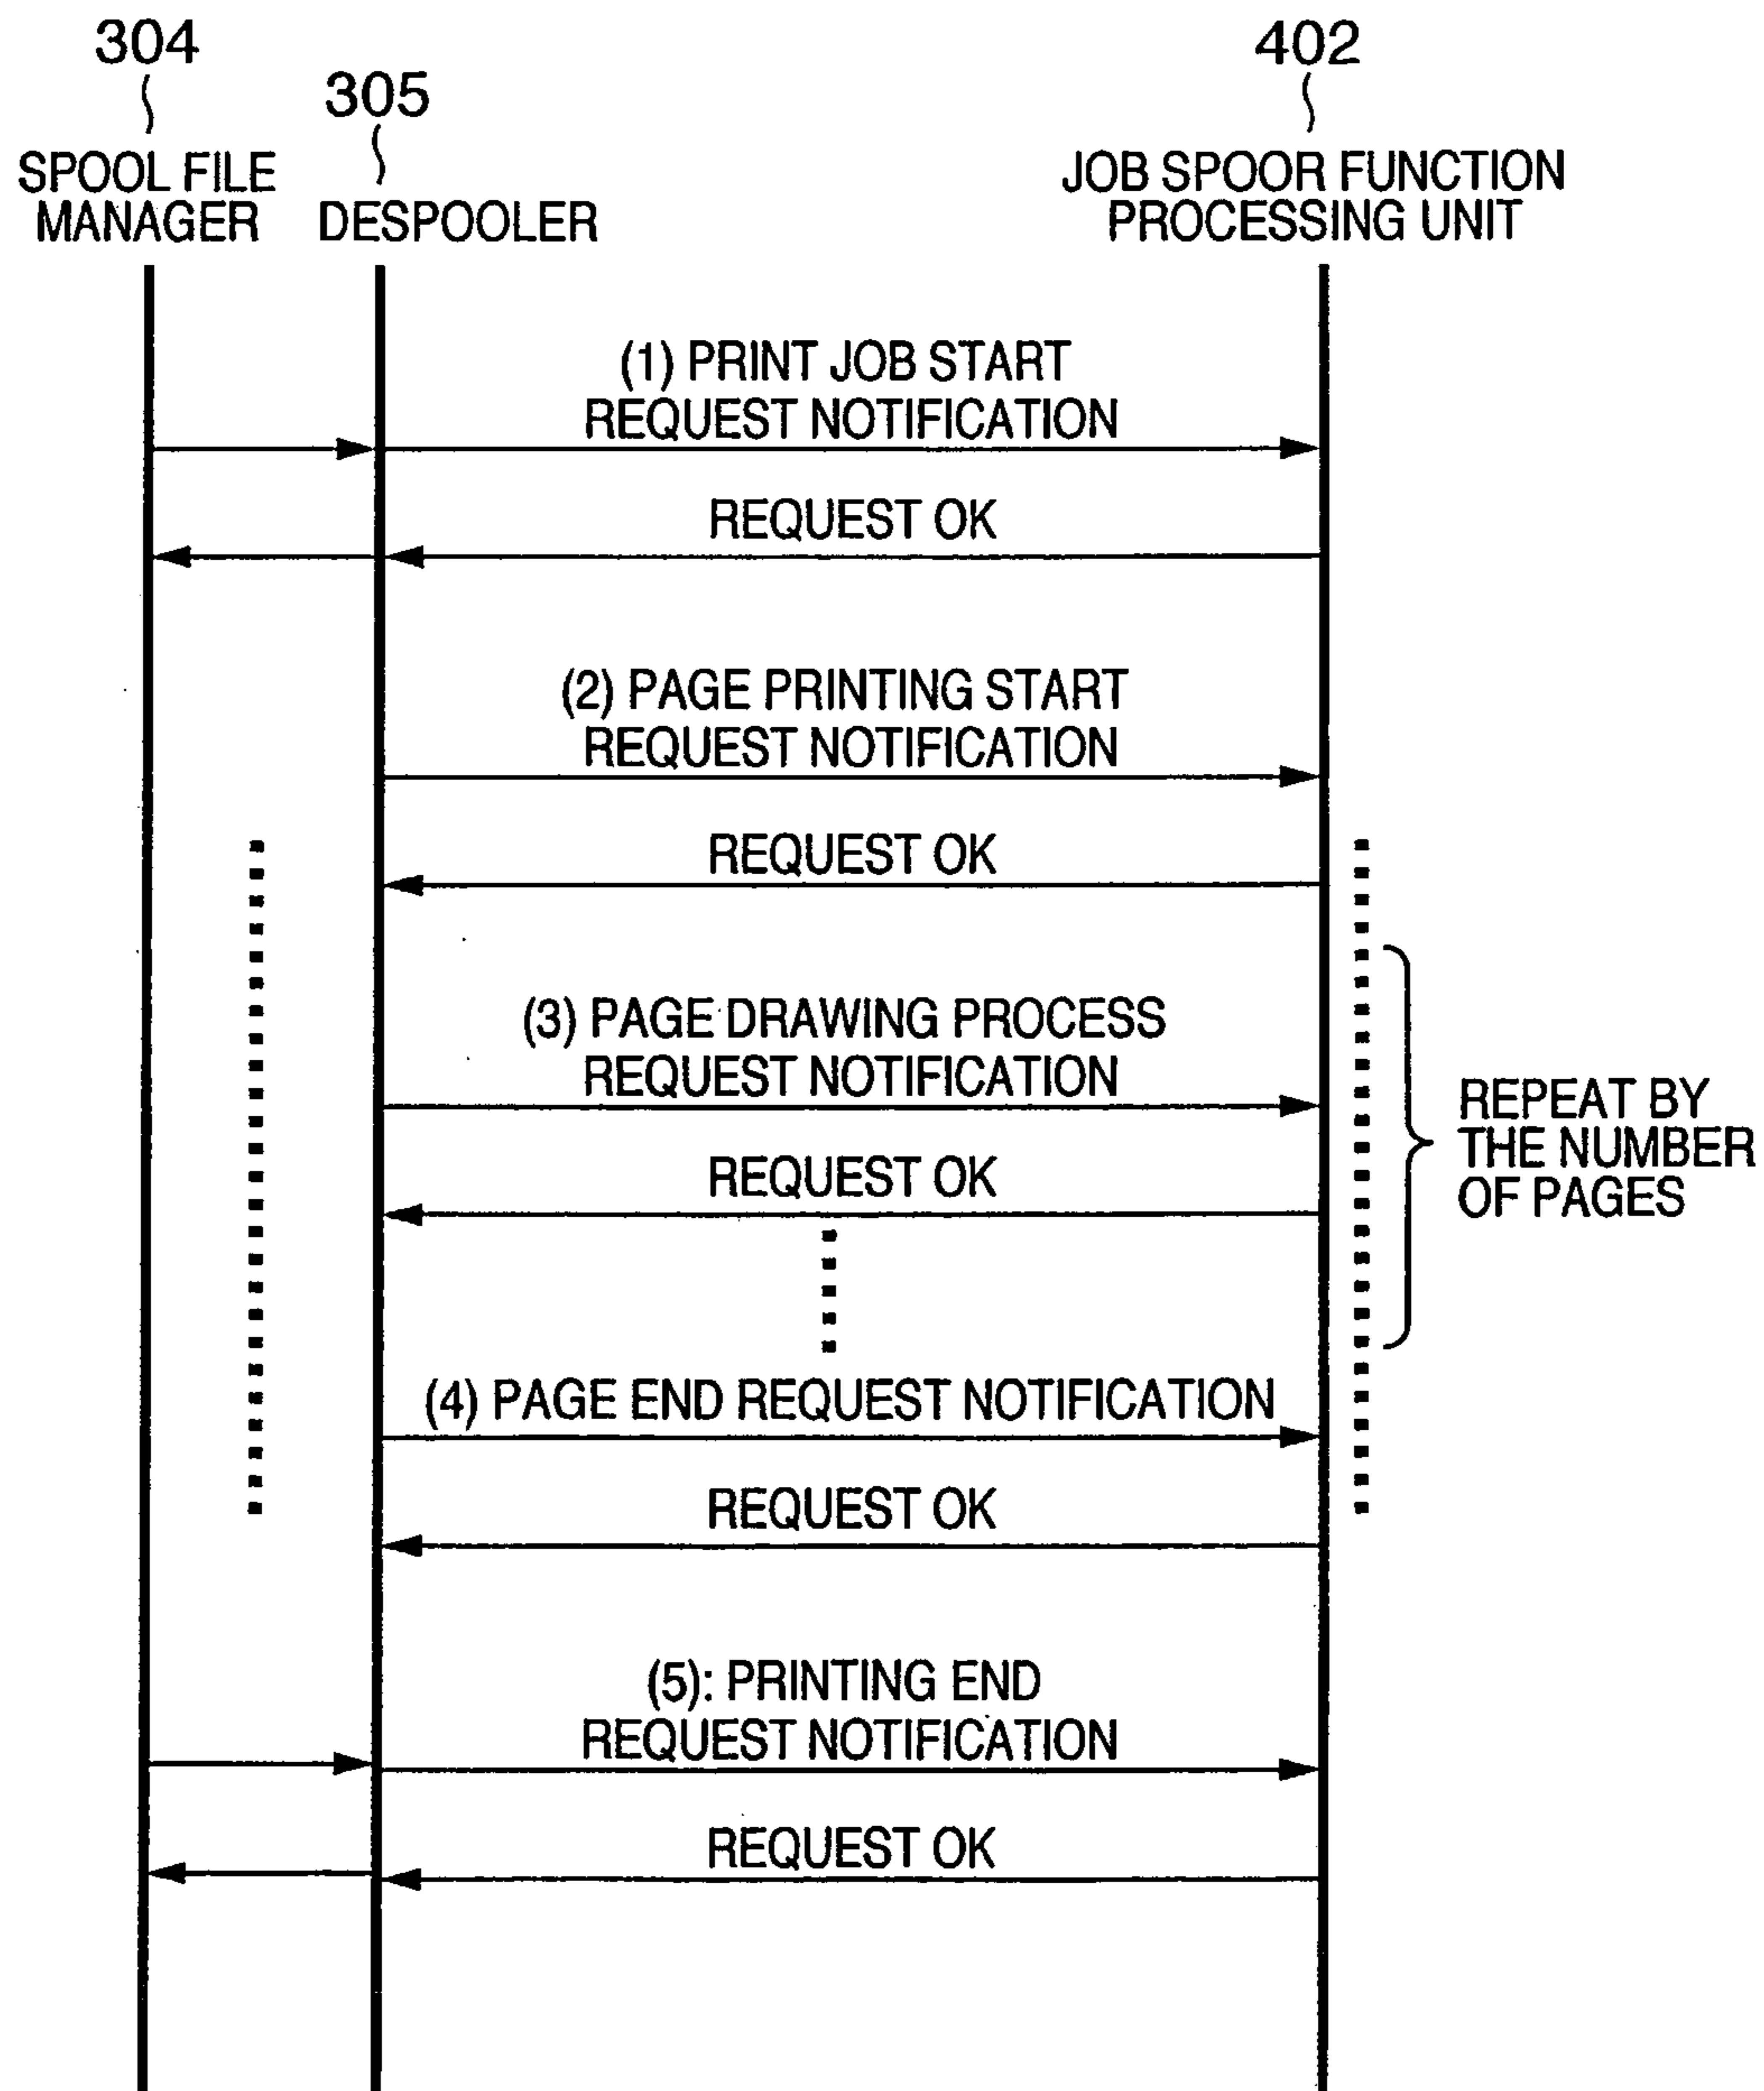 304
305
402
SPOOL FILE
MANAGER
DESPOOLER
JOB SPOOR FUNCTION
PROCESSING UNIT
(1) PRINT JOB START
REQUEST NOTIFICATION
REQUEST OK
(2) PAGE PRINTING START
REQUEST NOTIFICATION
REQUEST OK
(3) PAGE DRAWING PROCESS
REQUEST NOTIFICATION
REQUEST OK
REPEAT BY
THE NUMBER
OF PAGES
(4) PAGE END REQUEST NOTIFICATION
REQUEST OK
(5): PRINTING END
REQUEST NOTIFICATION
REQUEST OK